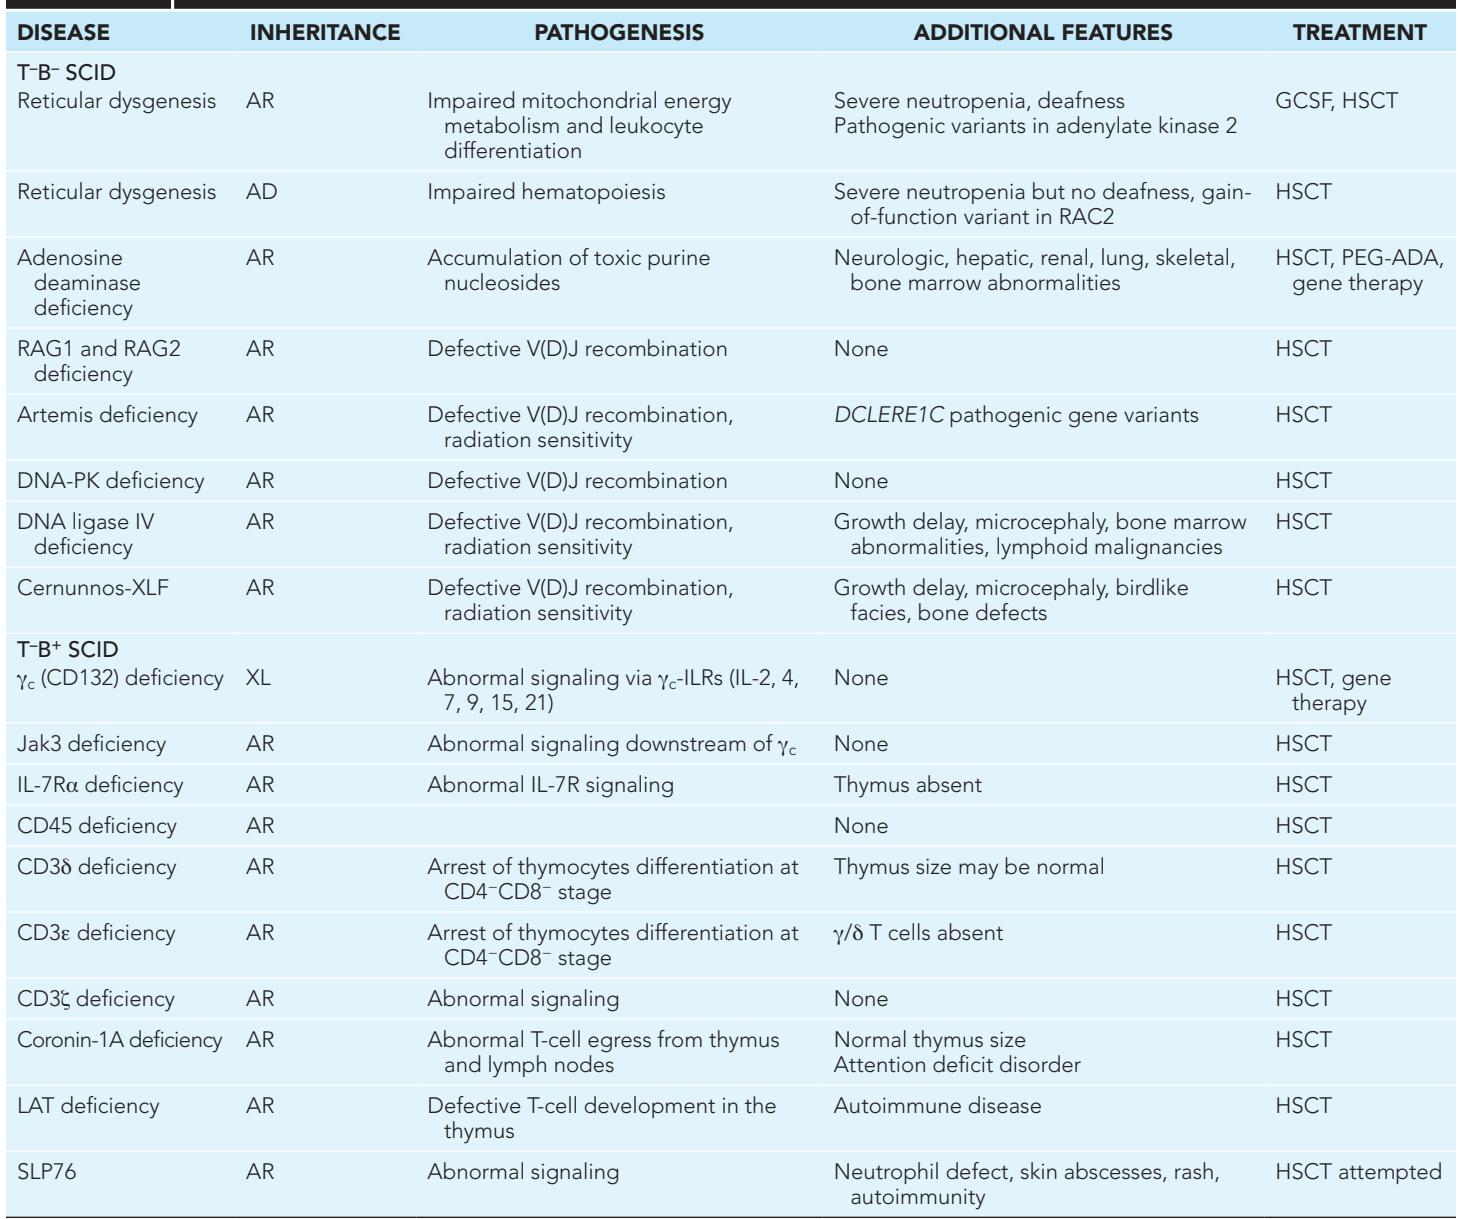 DISEASE INHERITANCE PATHOGENESIS ADDITIONAL FEATURES TREATMENT
T–B– SCID
Reticular dysgenesis AR Impaired mitochondrial energy Severe neutropenia, deafness GCSF, HSCT
metabolism and leukocyte Pathogenic variants in adenylate kinase 2
differentiation
Reticular dysgenesis AD Impaired hematopoiesis Severe neutropenia but no deafness, gain- HSCT
of-function variant in RAC2
Adenosine AR Accumulation of toxic purine Neurologic, hepatic, renal, lung, skeletal, HSCT, PEG-ADA,
deaminase nucleosides bone marrow abnormalities gene therapy
deficiency
RAG1 and RAG2 AR Defective V(D)J recombination None HSCT
deficiency
Artemis deficiency AR Defective V(D)J recombination, DCLERE1C pathogenic gene variants HSCT
radiation sensitivity
DNA-PK deficiency AR Defective V(D)J recombination None HSCT
DNA ligase IV AR Defective V(D)J recombination, Growth delay, microcephaly, bone marrow HSCT
deficiency radiation sensitivity abnormalities, lymphoid malignancies
Cernunnos-XLF AR Defective V(D)J recombination, Growth delay, microcephaly, birdlike HSCT
radiation sensitivity facies, bone defects
T–B+ SCID
γc (CD132) deficiency XL Abnormal signaling via γc-ILRs (IL-2, 4, None HSCT, gene
7, 9, 15, 21) therapy
Jak3 deficiency AR Abnormal signaling downstream of γc None HSCT
IL-7Rα deficiency AR Abnormal IL-7R signaling Thymus absent HSCT
CD45 deficiency AR None HSCT
CD3δ deficiency AR Arrest of thymocytes differentiation at Thymus size may be normal HSCT
CD4–CD8– stage
CD3ε deficiency AR Arrest of thymocytes differentiation at γ/δ T cells absent HSCT
CD4–CD8– stage
CD3ζ deficiency AR Abnormal signaling None HSCT
Coronin-1A deficiency AR Abnormal T-cell egress from thymus Normal thymus size HSCT
and lymph nodes Attention deficit disorder
LAT deficiency AR Defective T-cell development in the Autoimmune disease HSCT
thymus
SLP76 AR Abnormal signaling Neutrophil defect, skin abscesses, rash, HSCT attempted
autoimmunity